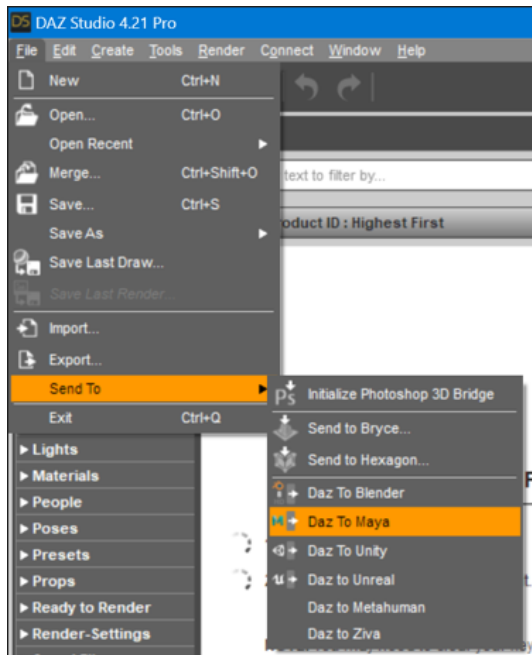 DS DAZ Studio 4.21 Pro
File Edit Create Tools Render Connect Window Help
New Ctrl+N
Open... Ctrl+O
Open Recent
Merge... Ctrl+Shift+O
text to filter by...
Save... Ctrl+S
oduct ID : Highest First
Save As
Save Last Draw...
Save Last Render...
Import...
Export...
Send To
Exit Ctrl+Q
Ps Initialize Photoshop 3D Bridge
Send to Bryce...
Send to Hexagon...
Daz To Blender
Daz To Maya
Daz To Unity
Daz to Unreal
Daz to Metahuman
Daz to Ziva
Lights
Materials
People
Poses
Presets
Props
Ready to Render
Render-Settings